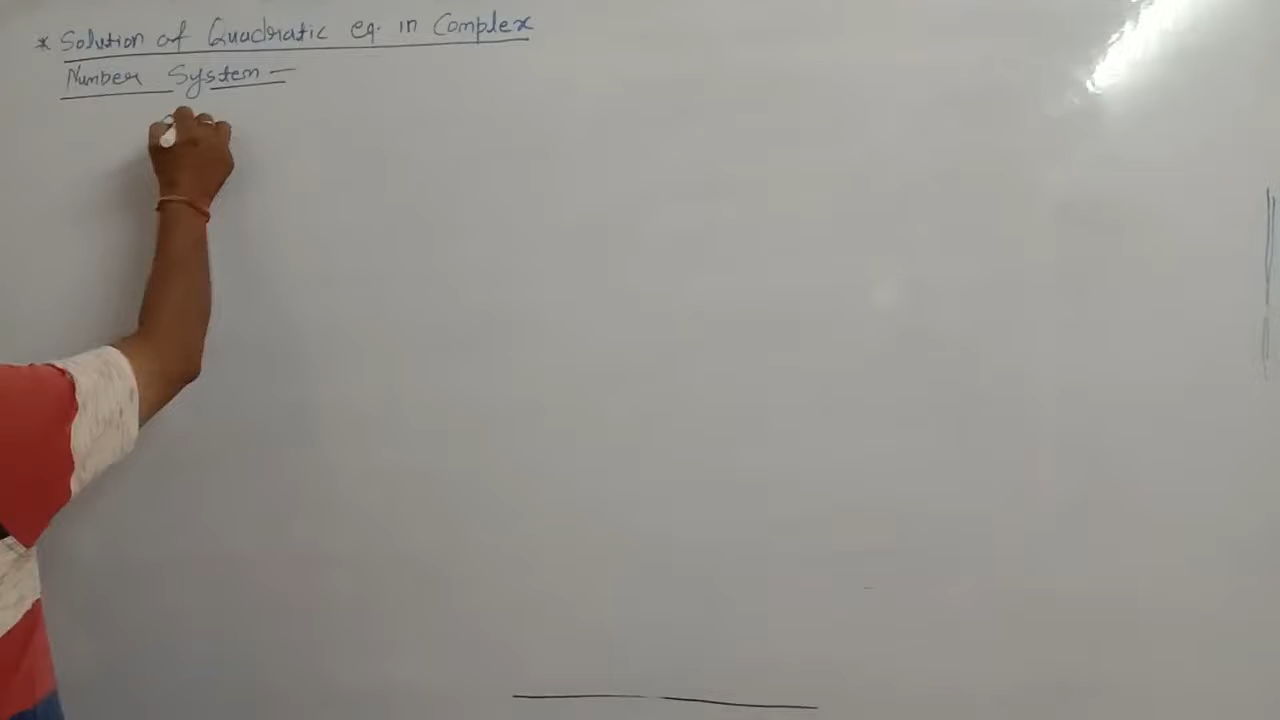 * Solution of Quadratic eq. in Complex
Number System —